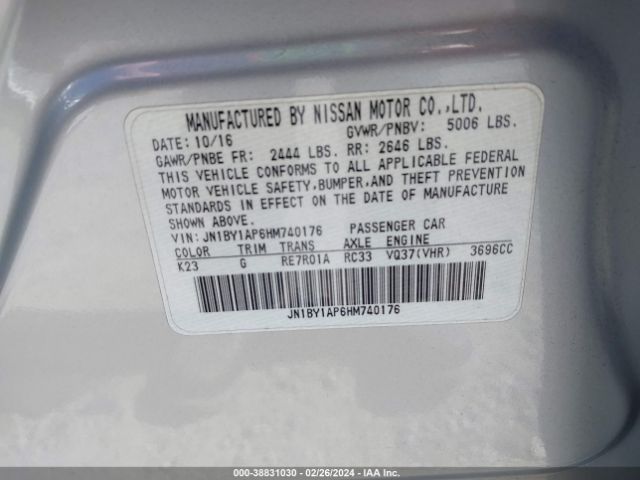 MANUFACTURED BY NISSAN MOTOR CO.,LTD.
DATE: 10/16 GVWR/PNBV: 5006 LBS.
GAWR/PNBE FR: 2444 LBS. RR: 2646 LBS.
THIS VEHICLE CONFORMS TO ALL APPLICABLE FEDERAL
MOTOR VEHICLE SAFETY,BUMPER,AND THEFT PREVENTION
STANDARDS IN EFFECT ON THE DATE OF MANUFACTURE
SHOWN ABOVE.
VIN: JN1BY1AP6HM740176 PASSENGER CAR
COLOR TRIM TRANS AXLE ENGINE
K23 G RE7R01A RC33 VQ37(VHR) 3696CC
JN1BY1AP6HM740176
000-38831030 - 02/26/2024 - IAA Inc.